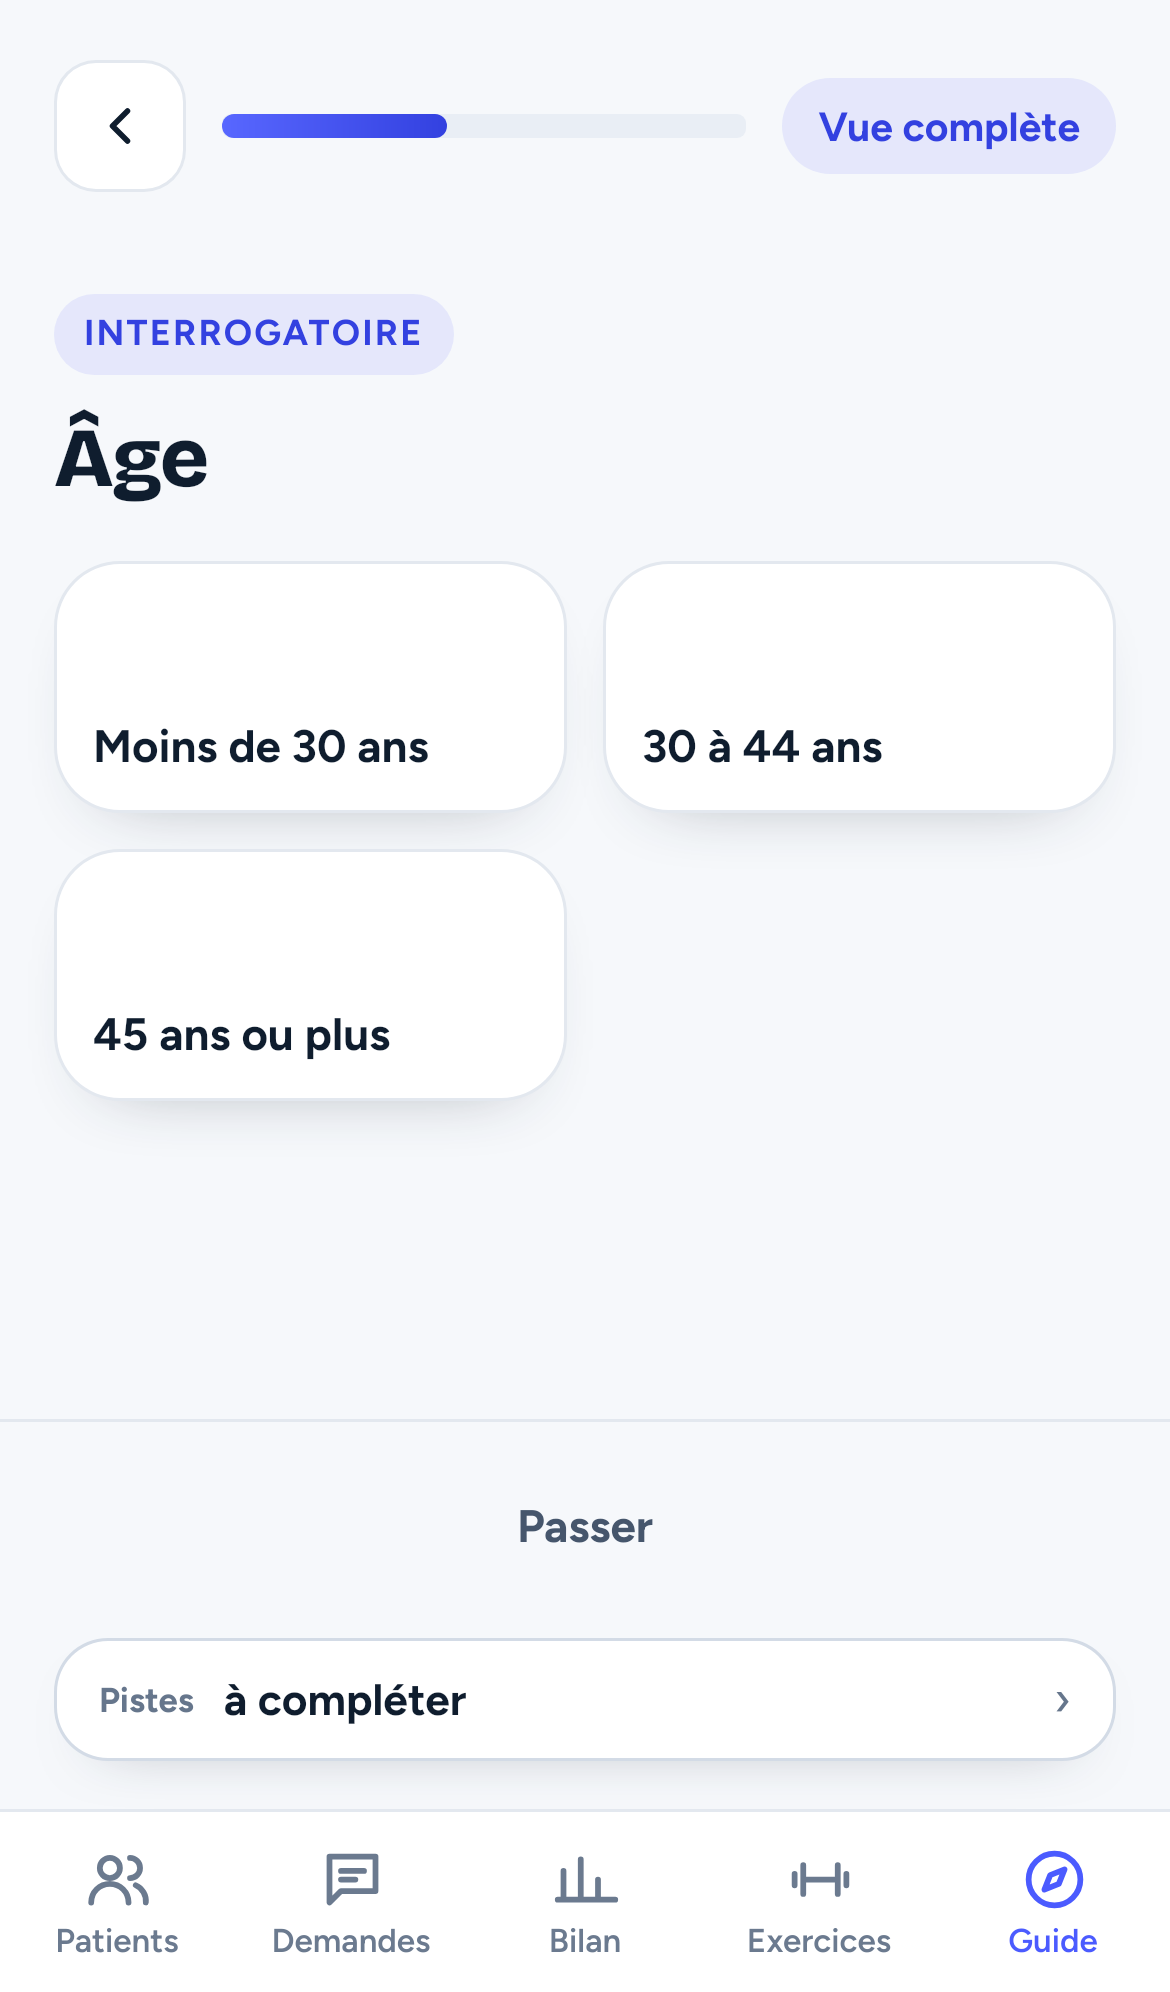 Vue complète
INTERROGATOIRE
Âge
Moins de 30 ans
30 à 44 ans
45 ans ou plus
Passer
Pistes à compléter ›
Patients
Demandes
Bilan
Exercices
Guide